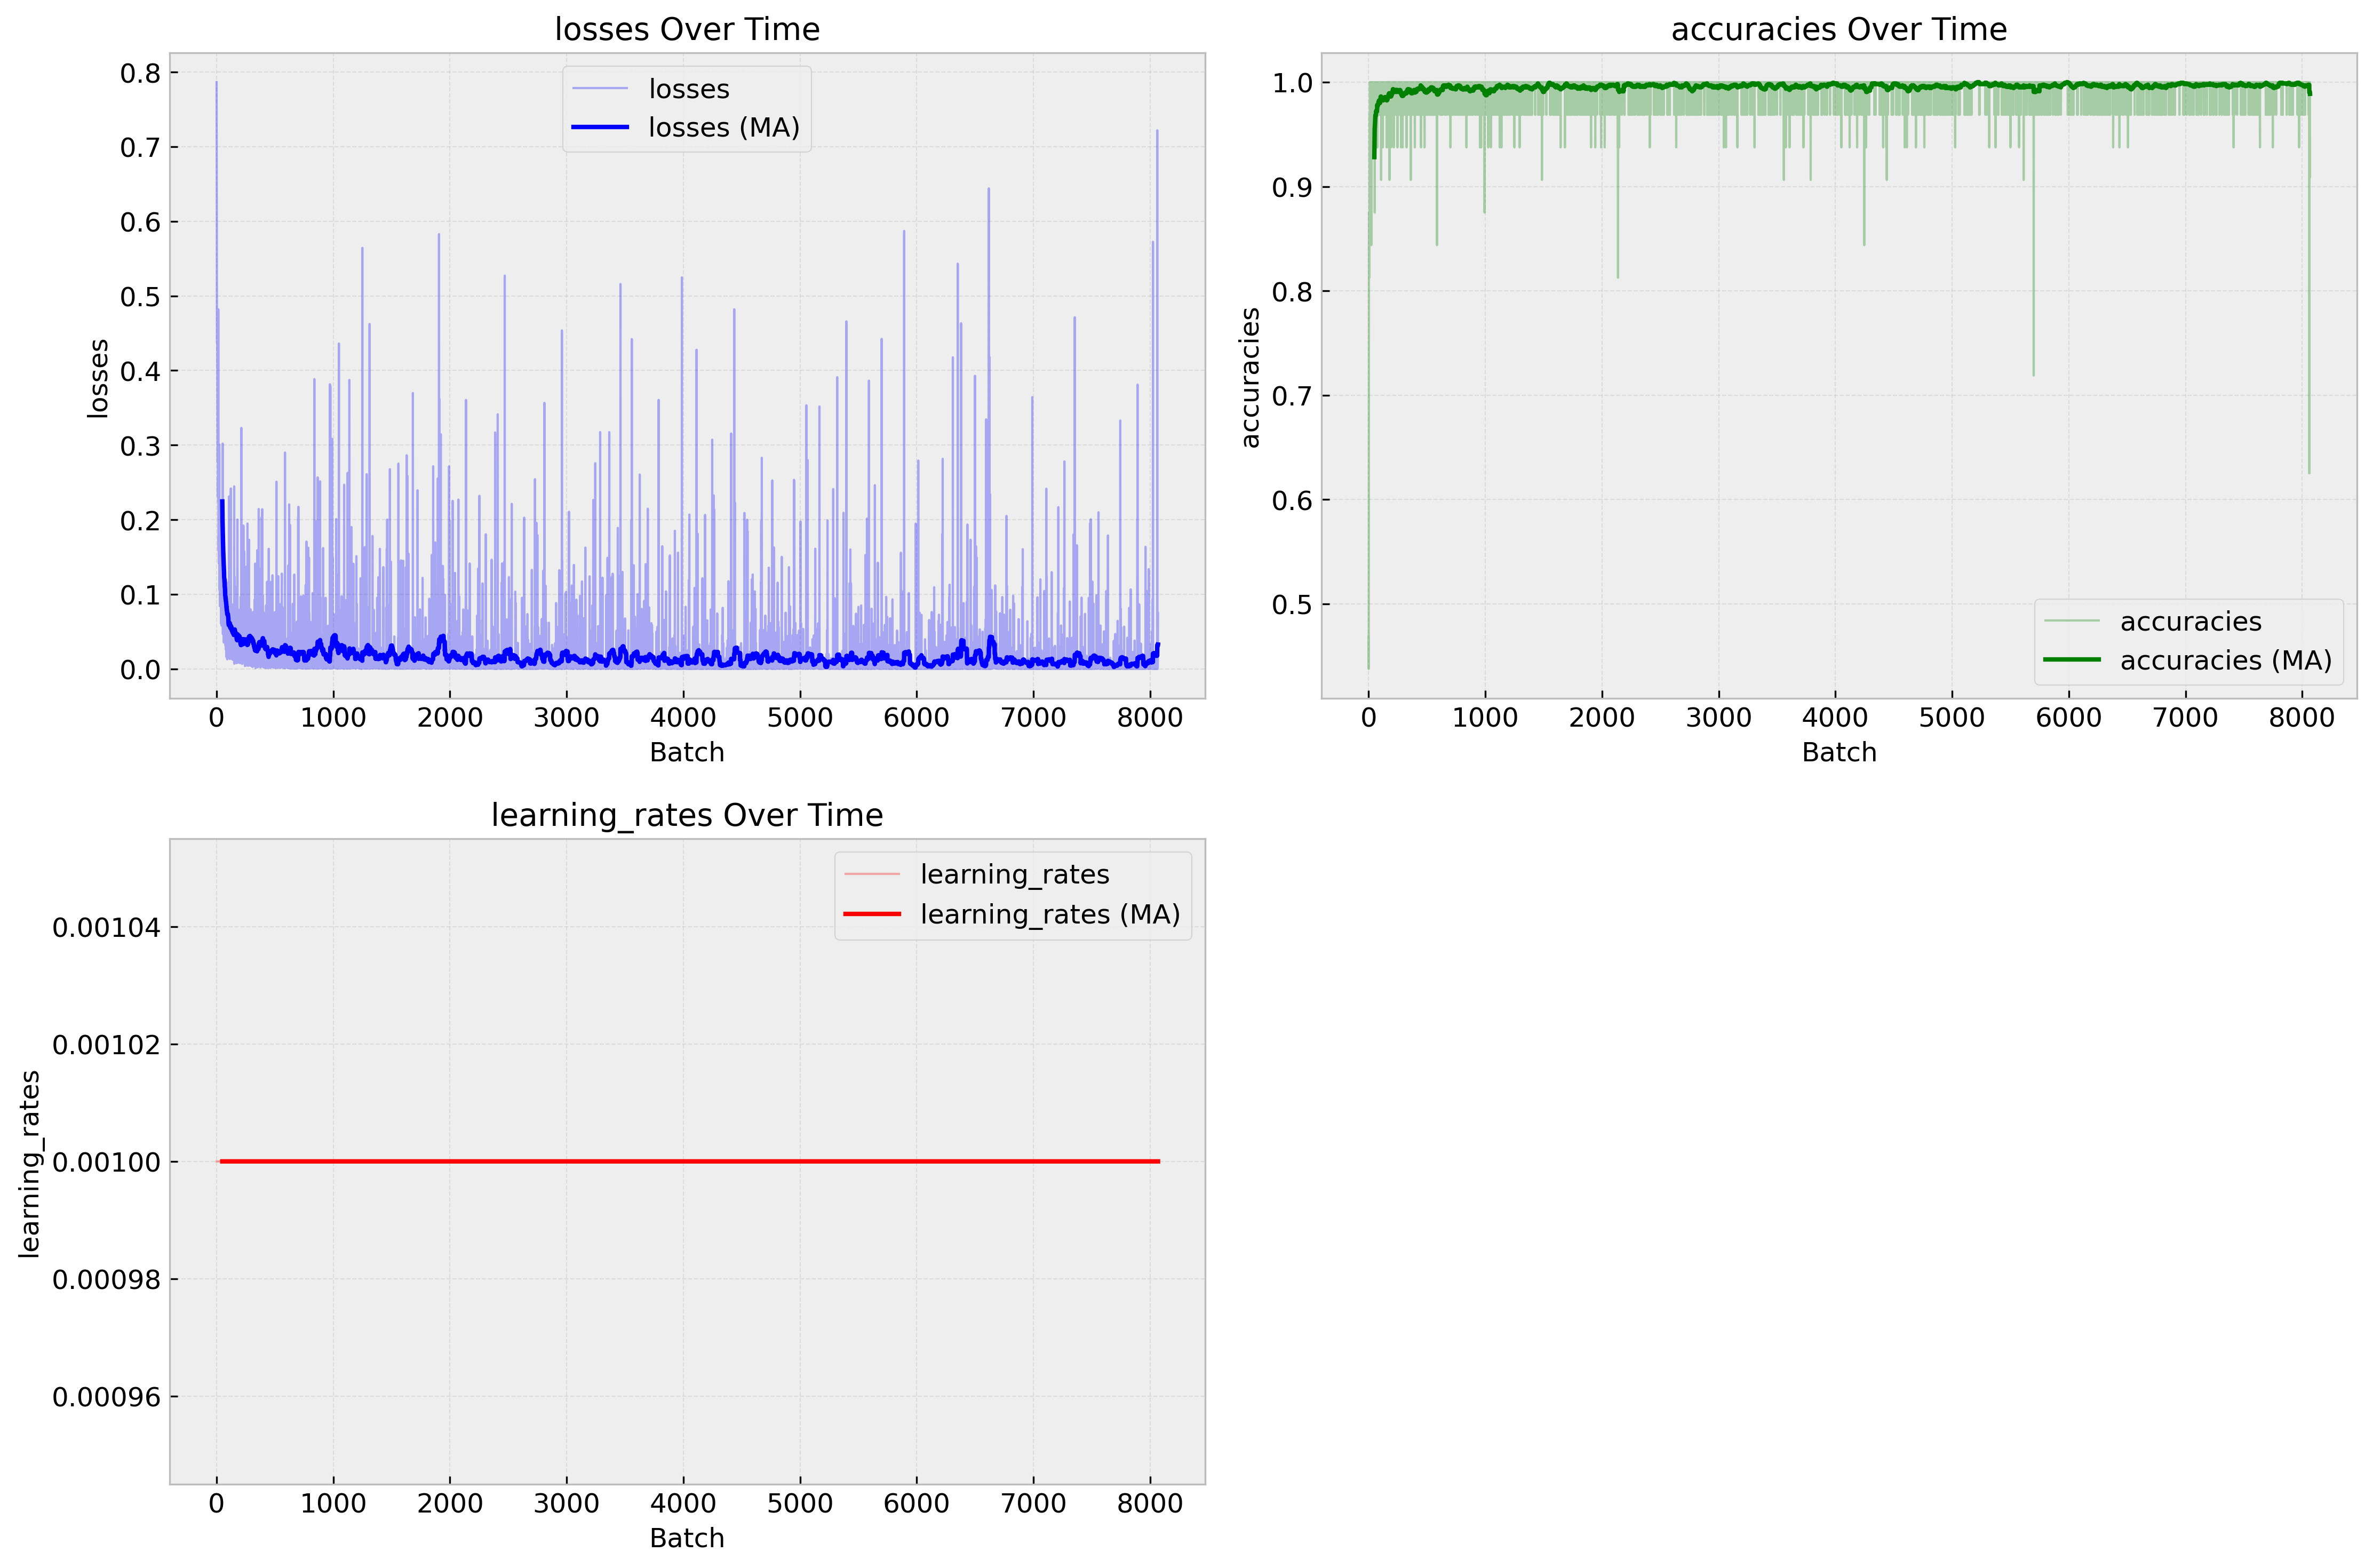 losses Over Time
losses
losses (MA)
0.8
0.7
0.6
0.5
0.4
0.3
0.2
0.1
0.0
losses
0 1000 2000 3000 4000 5000 6000 7000 8000
Batch
accuracies Over Time
1.0
0.9
0.8
0.7
0.6
0.5
accuracies
accuracies
accuracies (MA)
0 1000 2000 3000 4000 5000 6000 7000 8000
Batch
learning_rates Over Time
learning_rates
learning_rates (MA)
0.00104
0.00102
0.00100
0.00098
0.00096
learning_rates
0 1000 2000 3000 4000 5000 6000 7000 8000
Batch